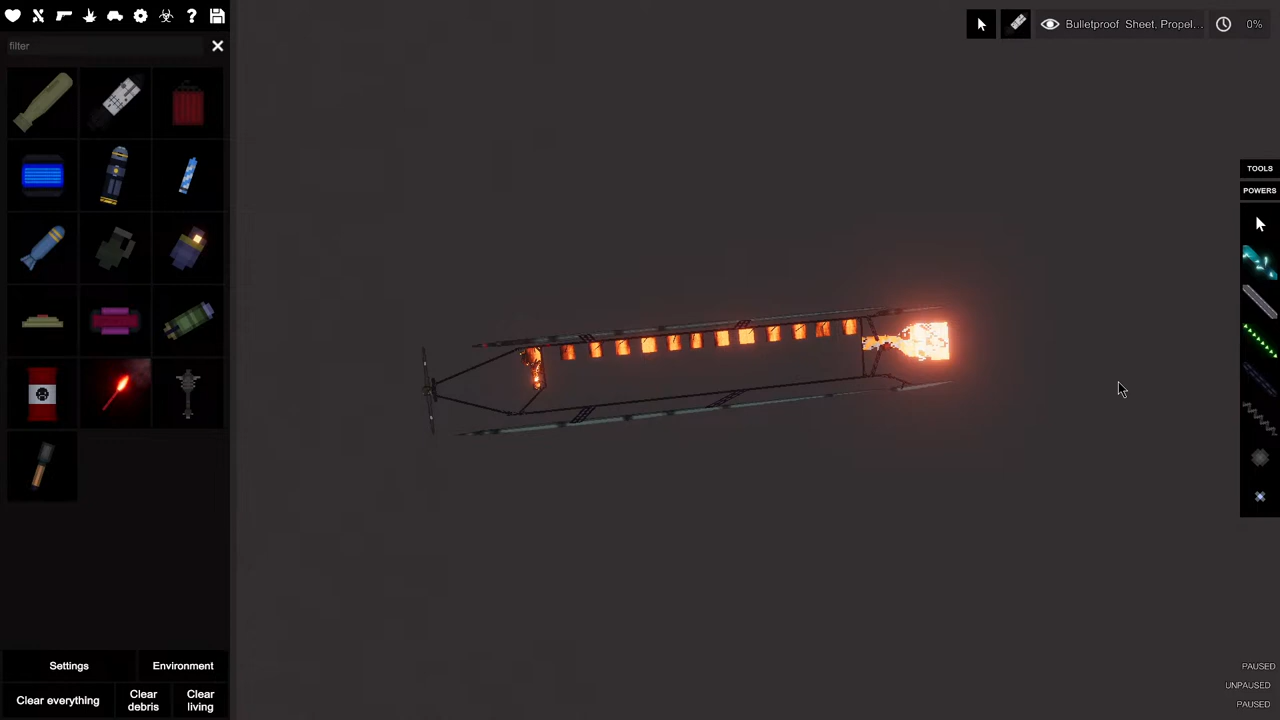 filter
Bulletproof Sheet, Propel...
0%
TOOLS
POWERS
Settings
Environment
Clear everything
Clear debris
Clear living
PAUSED
UNPAUSED
PAUSED